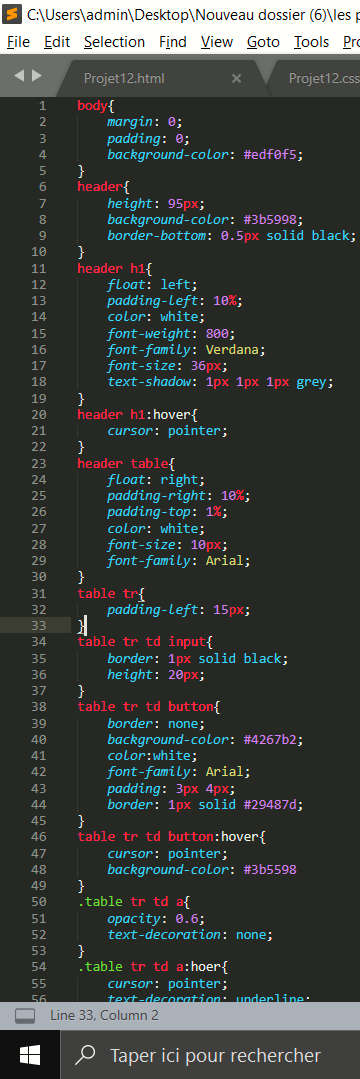 C:\Users\admin\Desktop\Nouveau dossier (6)\les p
File Edit Selection Find View Goto Tools Pro
Projet12.html × Projet12.css
1 body{
2 margin: 0;
3 padding: 0;
4 background-color: #edf0f5;
5 }
6 header{
7 height: 95px;
8 background-color: #3b5998;
9 border-bottom: 0.5px solid black;
10 }
11 header h1{
12 float: left;
13 padding-left: 10%;
14 color: white;
15 font-weight: 800;
16 font-family: Verdana;
17 font-size: 36px;
18 text-shadow: 1px 1px 1px grey;
19 }
20 header h1:hover{
21 cursor: pointer;
22 }
23 header table{
24 float: right;
25 padding-right: 10%;
26 padding-top: 1%;
27 color: white;
28 font-size: 10px;
29 font-family: Arial;
30 }
31 table tr{
32 padding-left: 15px;
33 }
34 table tr td input{
35 border: 1px solid black;
36 height: 20px;
37 }
38 table tr td button{
39 border: none;
40 background-color: #4267b2;
41 color:white;
42 font-family: Arial;
43 padding: 3px 4px;
44 border: 1px solid #29487d;
45 }
46 table tr td button:hover{
47 cursor: pointer;
48 background-color: #3b5598
49 }
50 .table tr td a{
51 opacity: 0.6;
52 text-decoration: none;
53 }
54 .table tr td a:hoer{
55 cursor: pointer;
56 text-decoration: underline;
Line 33, Column 2
Taper ici pour rechercher